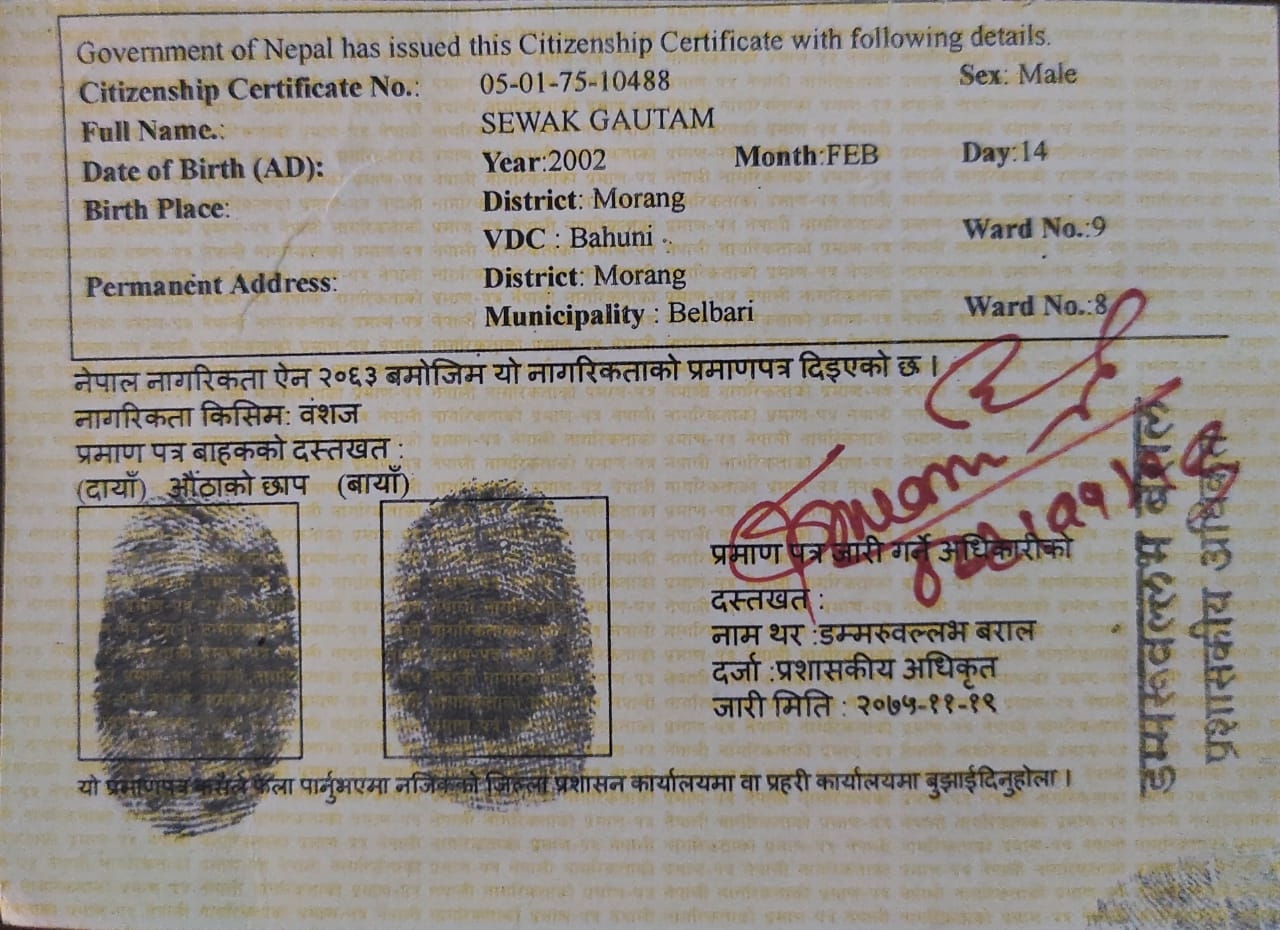 Government of Nepal has issued this Citizenship Certificate with following details.
Citizenship Certificate No.: 05-01-75-10488 Sex: Male
Full Name.: SEWAK GAUTAM
Date of Birth (AD): Year:2002 Month:FEB Day:14
Birth Place: District: Morang
VDC : Bahuni Ward No.:9
Permanent Address: District: Morang
Municipality : Belbari Ward No.:8
नेपाल नागरिकता ऐन २०६३ बमोजिम यो नागरिकताको प्रमाणपत्र दिइएको छ ।
नागरिकता किसिम: वंशज
प्रमाण पत्र बाहकको दस्तखत :
(दायाँ) औंठाको छाप (बायाँ)
प्रमाण पत्र जारी गर्ने अधिकारीको
दस्तखत :
नाम थर :डम्मरुवल्लभ बराल
दर्जा :प्रशासकीय अधिकृत
जारी मिति : २०७५-११-१९
यो प्रमाणपत्र कसैले फेला पार्नुभएमा नजिकको जिल्ला प्रशासन कार्यालयमा वा प्रहरी कार्यालयमा बुझाईदिनुहोला ।
डम्मरूवल्लभ बराल
प्रशासकीय अधिकृत